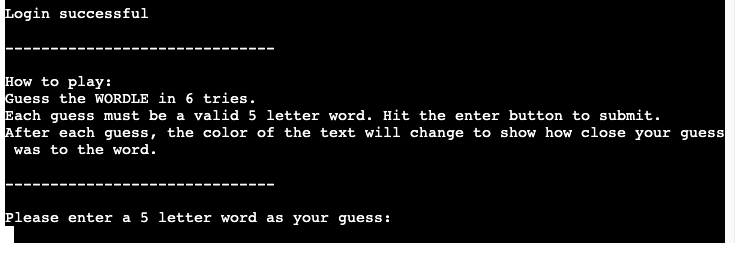 Login successful
------------------------------
How to play:
Guess the WORDLE in 6 tries.
Each guess must be a valid 5 letter word. Hit the enter button to submit.
After each guess, the color of the text will change to show how close your guess
 was to the word.
------------------------------
Please enter a 5 letter word as your guess: